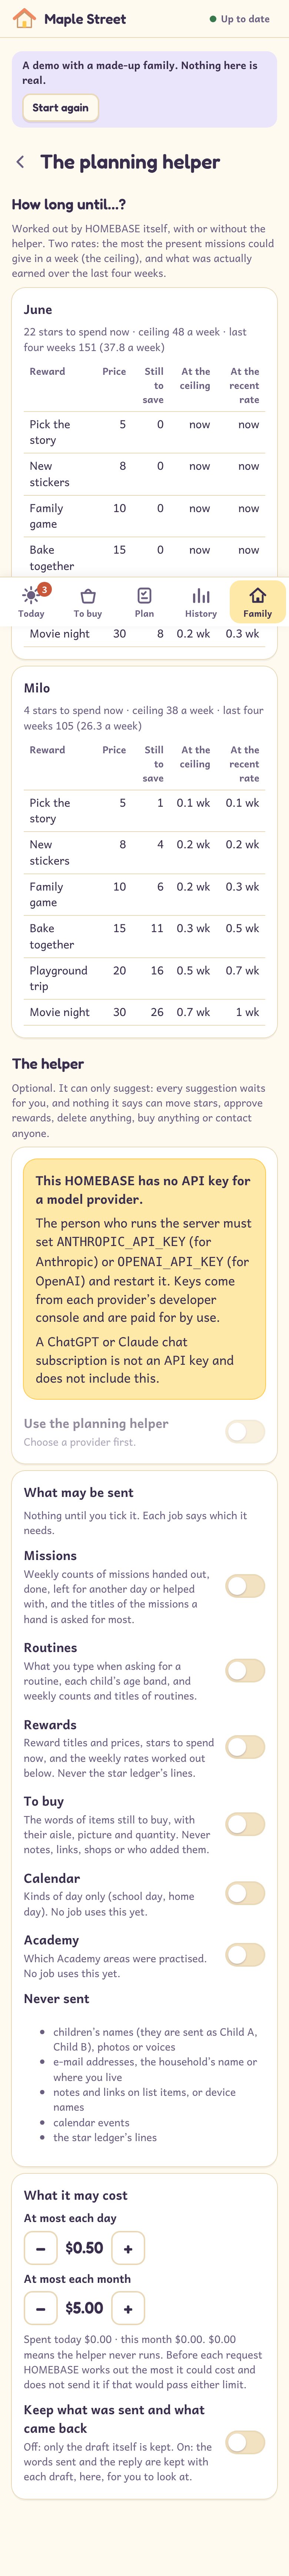 Maple Street
Up to date
A demo with a made-up family. Nothing here is
real.
Start again
The planning helper
How long until...?
Worked out by HOMEBASE itself, with or without the
helper. Two rates: the most the present missions could
give in a week (the ceiling), and what was actually
earned over the last four weeks.
June
22 stars to spend now · ceiling 48 a week · last
four weeks 151 (37.8 a week)
Reward Price Still to save At the ceiling At the recent rate
Pick the story 5 0 now now
New stickers 8 0 now now
Family game 10 0 now now
Bake together 15 0 now now
3
Today To buy Plan History Family
Movie night 30 8 0.2 wk 0.3 wk
Milo
4 stars to spend now · ceiling 38 a week · last four
weeks 105 (26.3 a week)
Reward Price Still to save At the ceiling At the recent rate
Pick the story 5 1 0.1 wk 0.1 wk
New stickers 8 4 0.2 wk 0.2 wk
Family game 10 6 0.2 wk 0.3 wk
Bake together 15 11 0.3 wk 0.5 wk
Playground trip 20 16 0.5 wk 0.7 wk
Movie night 30 26 0.7 wk 1 wk
The helper
Optional. It can only suggest: every suggestion waits
for you, and nothing it says can move stars, approve
rewards, delete anything, buy anything or contact
anyone.
This HOMEBASE has no API key for
a model provider.
The person who runs the server must
set ANTHROPIC_API_KEY (for
Anthropic) or OPENAI_API_KEY (for
OpenAI) and restart it. Keys come
from each provider's developer
console and are paid for by use.
A ChatGPT or Claude chat
subscription is not an API key and
does not include this.
Use the planning helper
Choose a provider first.
What may be sent
Nothing until you tick it. Each job says which it
needs.
Missions
Weekly counts of missions handed out,
done, left for another day or helped
with, and the titles of the missions a
hand is asked for most.
Routines
What you type when asking for a
routine, each child's age band, and
weekly counts and titles of routines.
Rewards
Reward titles and prices, stars to spend
now, and the weekly rates worked out
below. Never the star ledger's lines.
To buy
The words of items still to buy, with
their aisle, picture and quantity. Never
notes, links, shops or who added them.
Calendar
Kinds of day only (school day, home
day). No job uses this yet.
Academy
Which Academy areas were practised.
No job uses this yet.
Never sent
• children's names (they are sent as Child A,
Child B), photos or voices
• e-mail addresses, the household's name or
where you live
• notes and links on list items, or device
names
• calendar events
• the star ledger's lines
What it may cost
At most each day
− $0.50 +
At most each month
− $5.00 +
Spent today $0.00 · this month $0.00. $0.00
means the helper never runs. Before each request
HOMEBASE works out the most it could cost and
does not send it if that would pass either limit.
Keep what was sent and what
came back
Off: only the draft itself is kept. On: the
words sent and the reply are kept with
each draft, here, for you to look at.